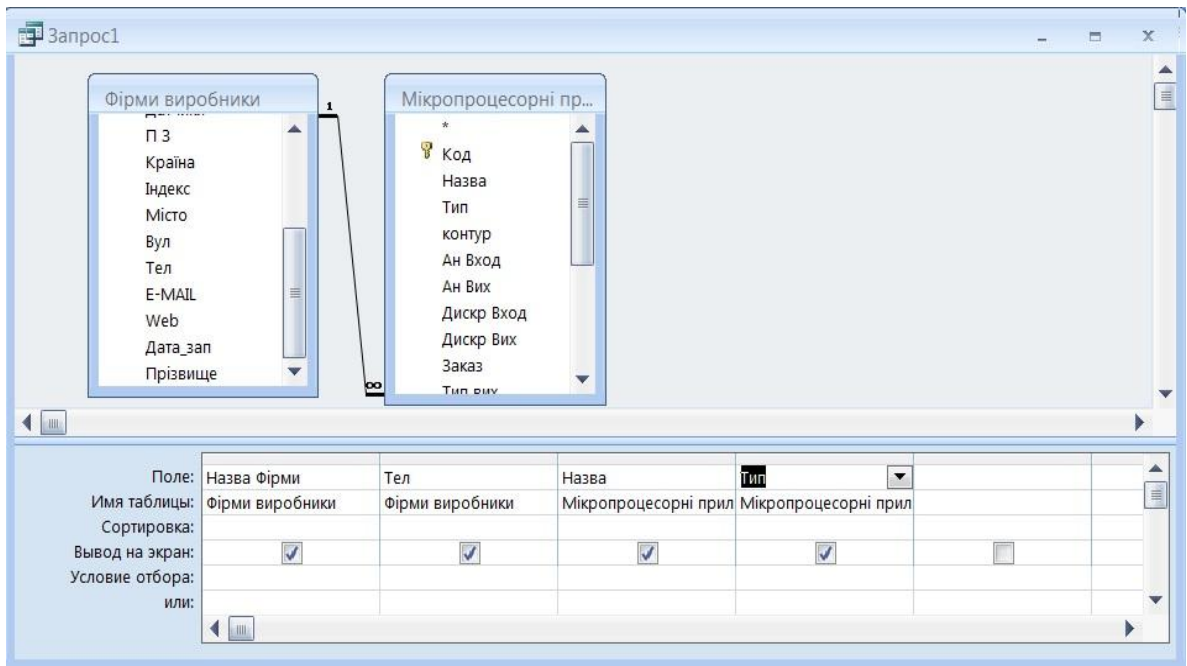 Запрос1
Фірми виробники
1
П З
Країна
Індекс
Місто
Вул
Тел
E-MAIL
Web
Дата_зап
Прізвище
∞
Мікропроцесорні пр...
*
Код
Назва
Тип
контур
Ан Вход
Ан Вих
Дискр Вход
Дискр Вих
Заказ
Тип вих
Поле: Назва Фірми Тел Назва Тип
Имя таблицы: Фірми виробники Фірми виробники Мікропроцесорні прил Мікропроцесорні прил
Сортировка:
Вывод на экран:
Условие отбора:
или: